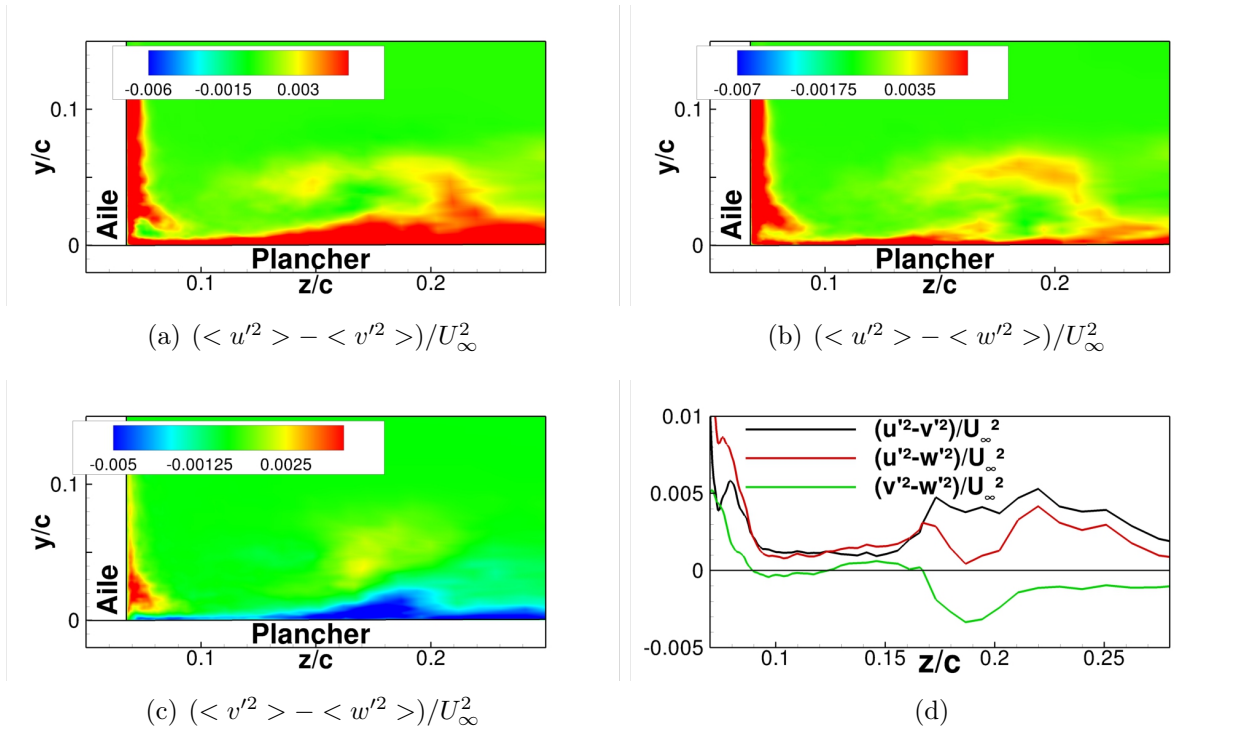 -0.006 -0.0015 0.003
0.1
y/c
Aile
0
Plancher
0.1 z/c 0.2
(a) (< u′² > − < v′² >)/U²∞
-0.007 -0.00175 0.0035
0.1
y/c
Aile
0
Plancher
0.1 z/c 0.2
(b) (< u′² > − < w′² >)/U²∞
-0.005 -0.00125 0.0025
0.1
y/c
Aile
0
Plancher
0.1 z/c 0.2
(c) (< v′² > − < w′² >)/U²∞
0.01
(u'²-v'²)/U∞²
(u'²-w'²)/U∞²
(v'²-w'²)/U∞²
0.005
0
-0.005
0.1 0.15 z/c 0.2 0.25
(d)